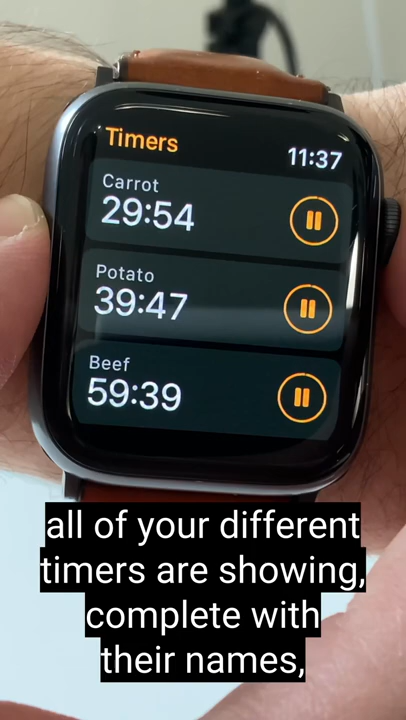 Timers
11:37
Carrot
29:54
Potato
39:47
Beef
59:39
all of your different
timers are showing,
complete with
their names,